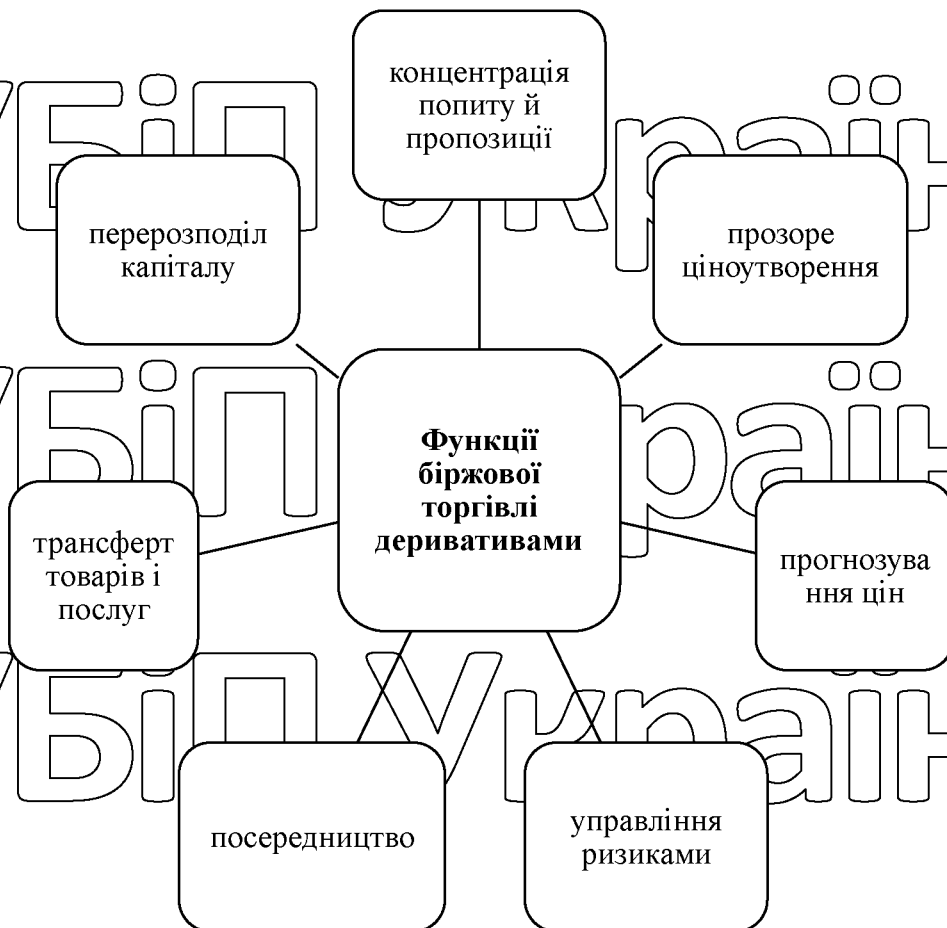 концентрація
попиту й
пропозиції
перерозподіл
капіталу
прозоре
ціноутворення
Функції
біржової
торгівлі
деривативами
трансферт
товарів і
послуг
прогнозува
ння цін
посередництво
управління
ризиками